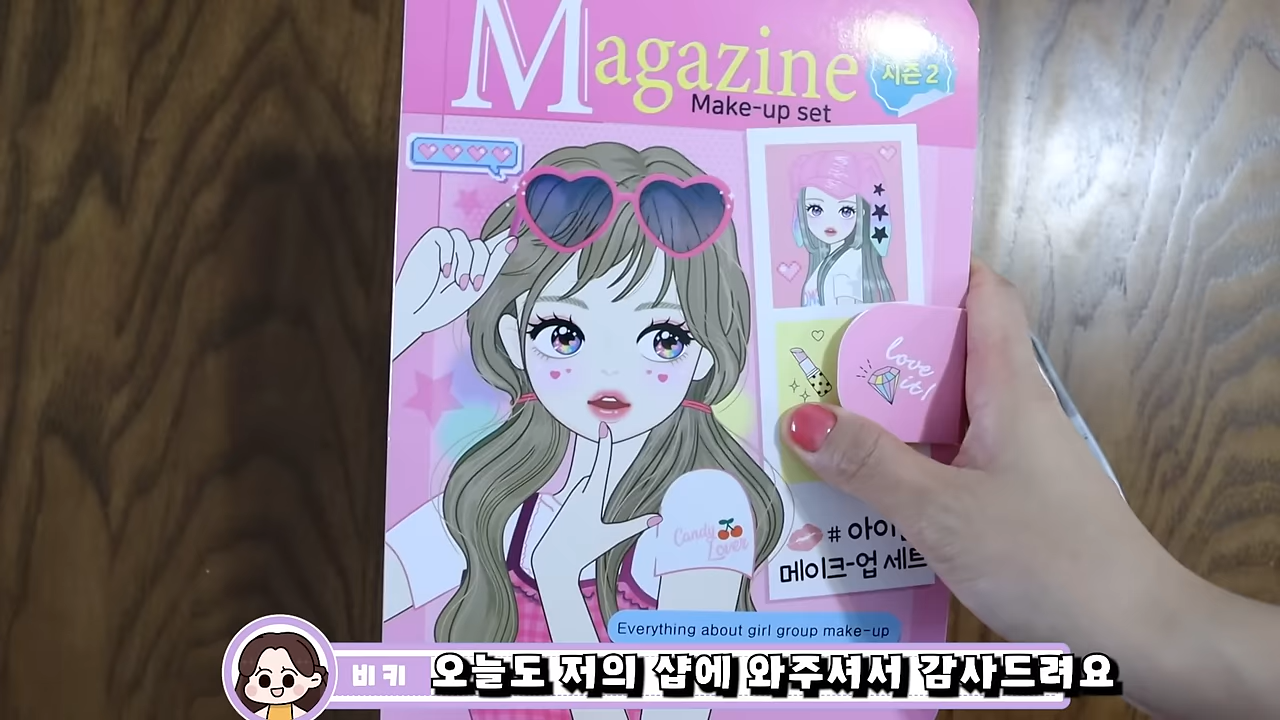 Magazine
시즌 2
Make-up set
love
it!
# 아이
메이크-업 세트
Candy
Lover
Everything about girl group make-up
비키 오늘도 저의 샵에 와주셔서 감사드려요